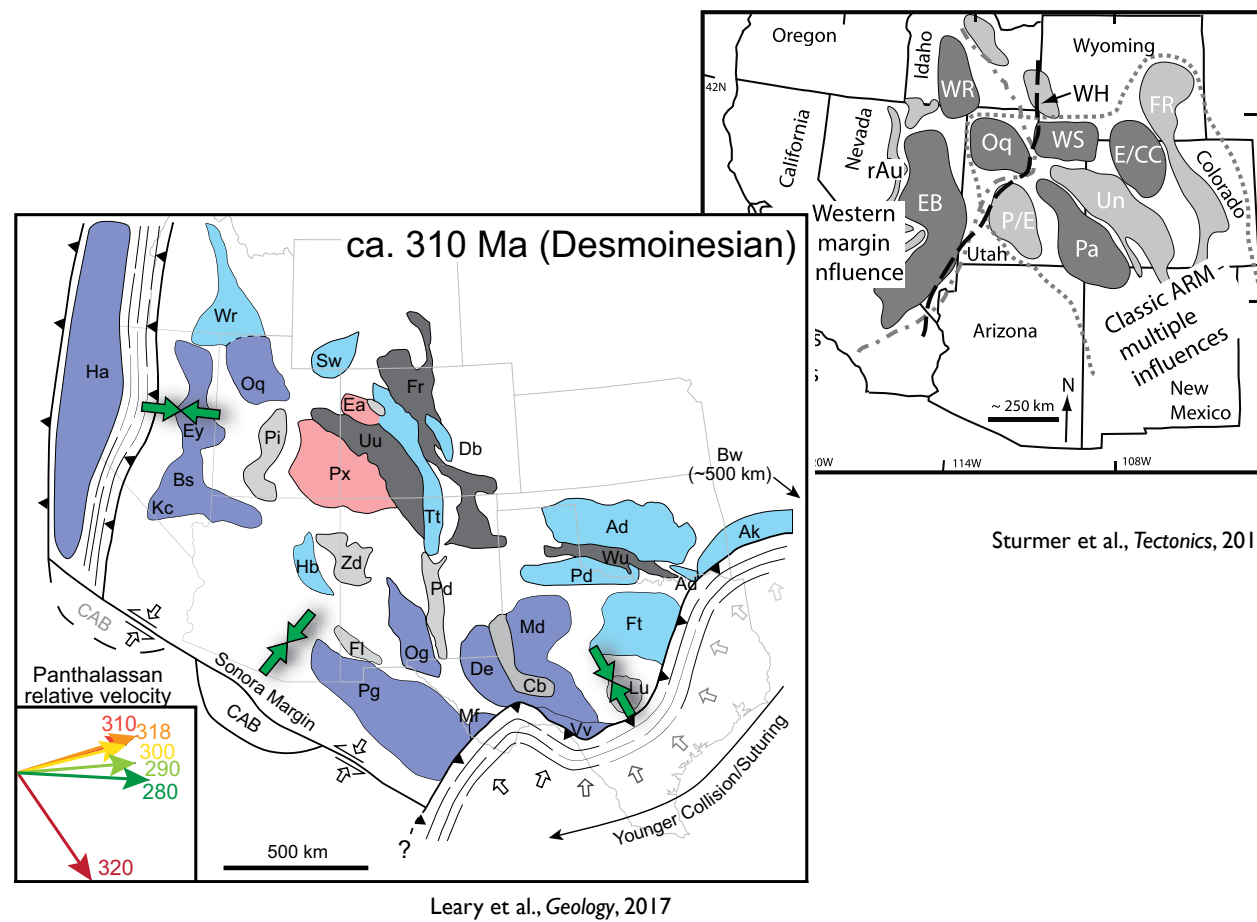 Oregon
Idaho
Wyoming
42N
WR
WH
FR
California
Nevada
Oq
WS
E/CC
Colorado
rAu
EB
P/E
Un
Western
margin
nfluence
Utah
Pa
Arizona
Classic ARM -
multiple
influences
N
~ 250 km
New
Mexico
20W
114W
108W
s
s
Sturmer et al., Tectonics, 201
ca. 310 Ma (Desmoinesian)
Ha
Wr
Sw
Oq
Fr
Ea
Ey
Pi
Uu
Db
Bw
(~500 km)
Px
Bs
Kc
Tt
Ad
Ak
Wu
Hb
Zd
Pd
Pd
Ad
CAB
Md
Ft
Fl
Og
De
Cb
Lu
Panthalassan
relative velocity
Sonora Margin
Pg
CAB
Mf
Vv
310
318
300
290
280
320
Younger Collision/Suturing
?
500 km
Leary et al., Geology, 2017